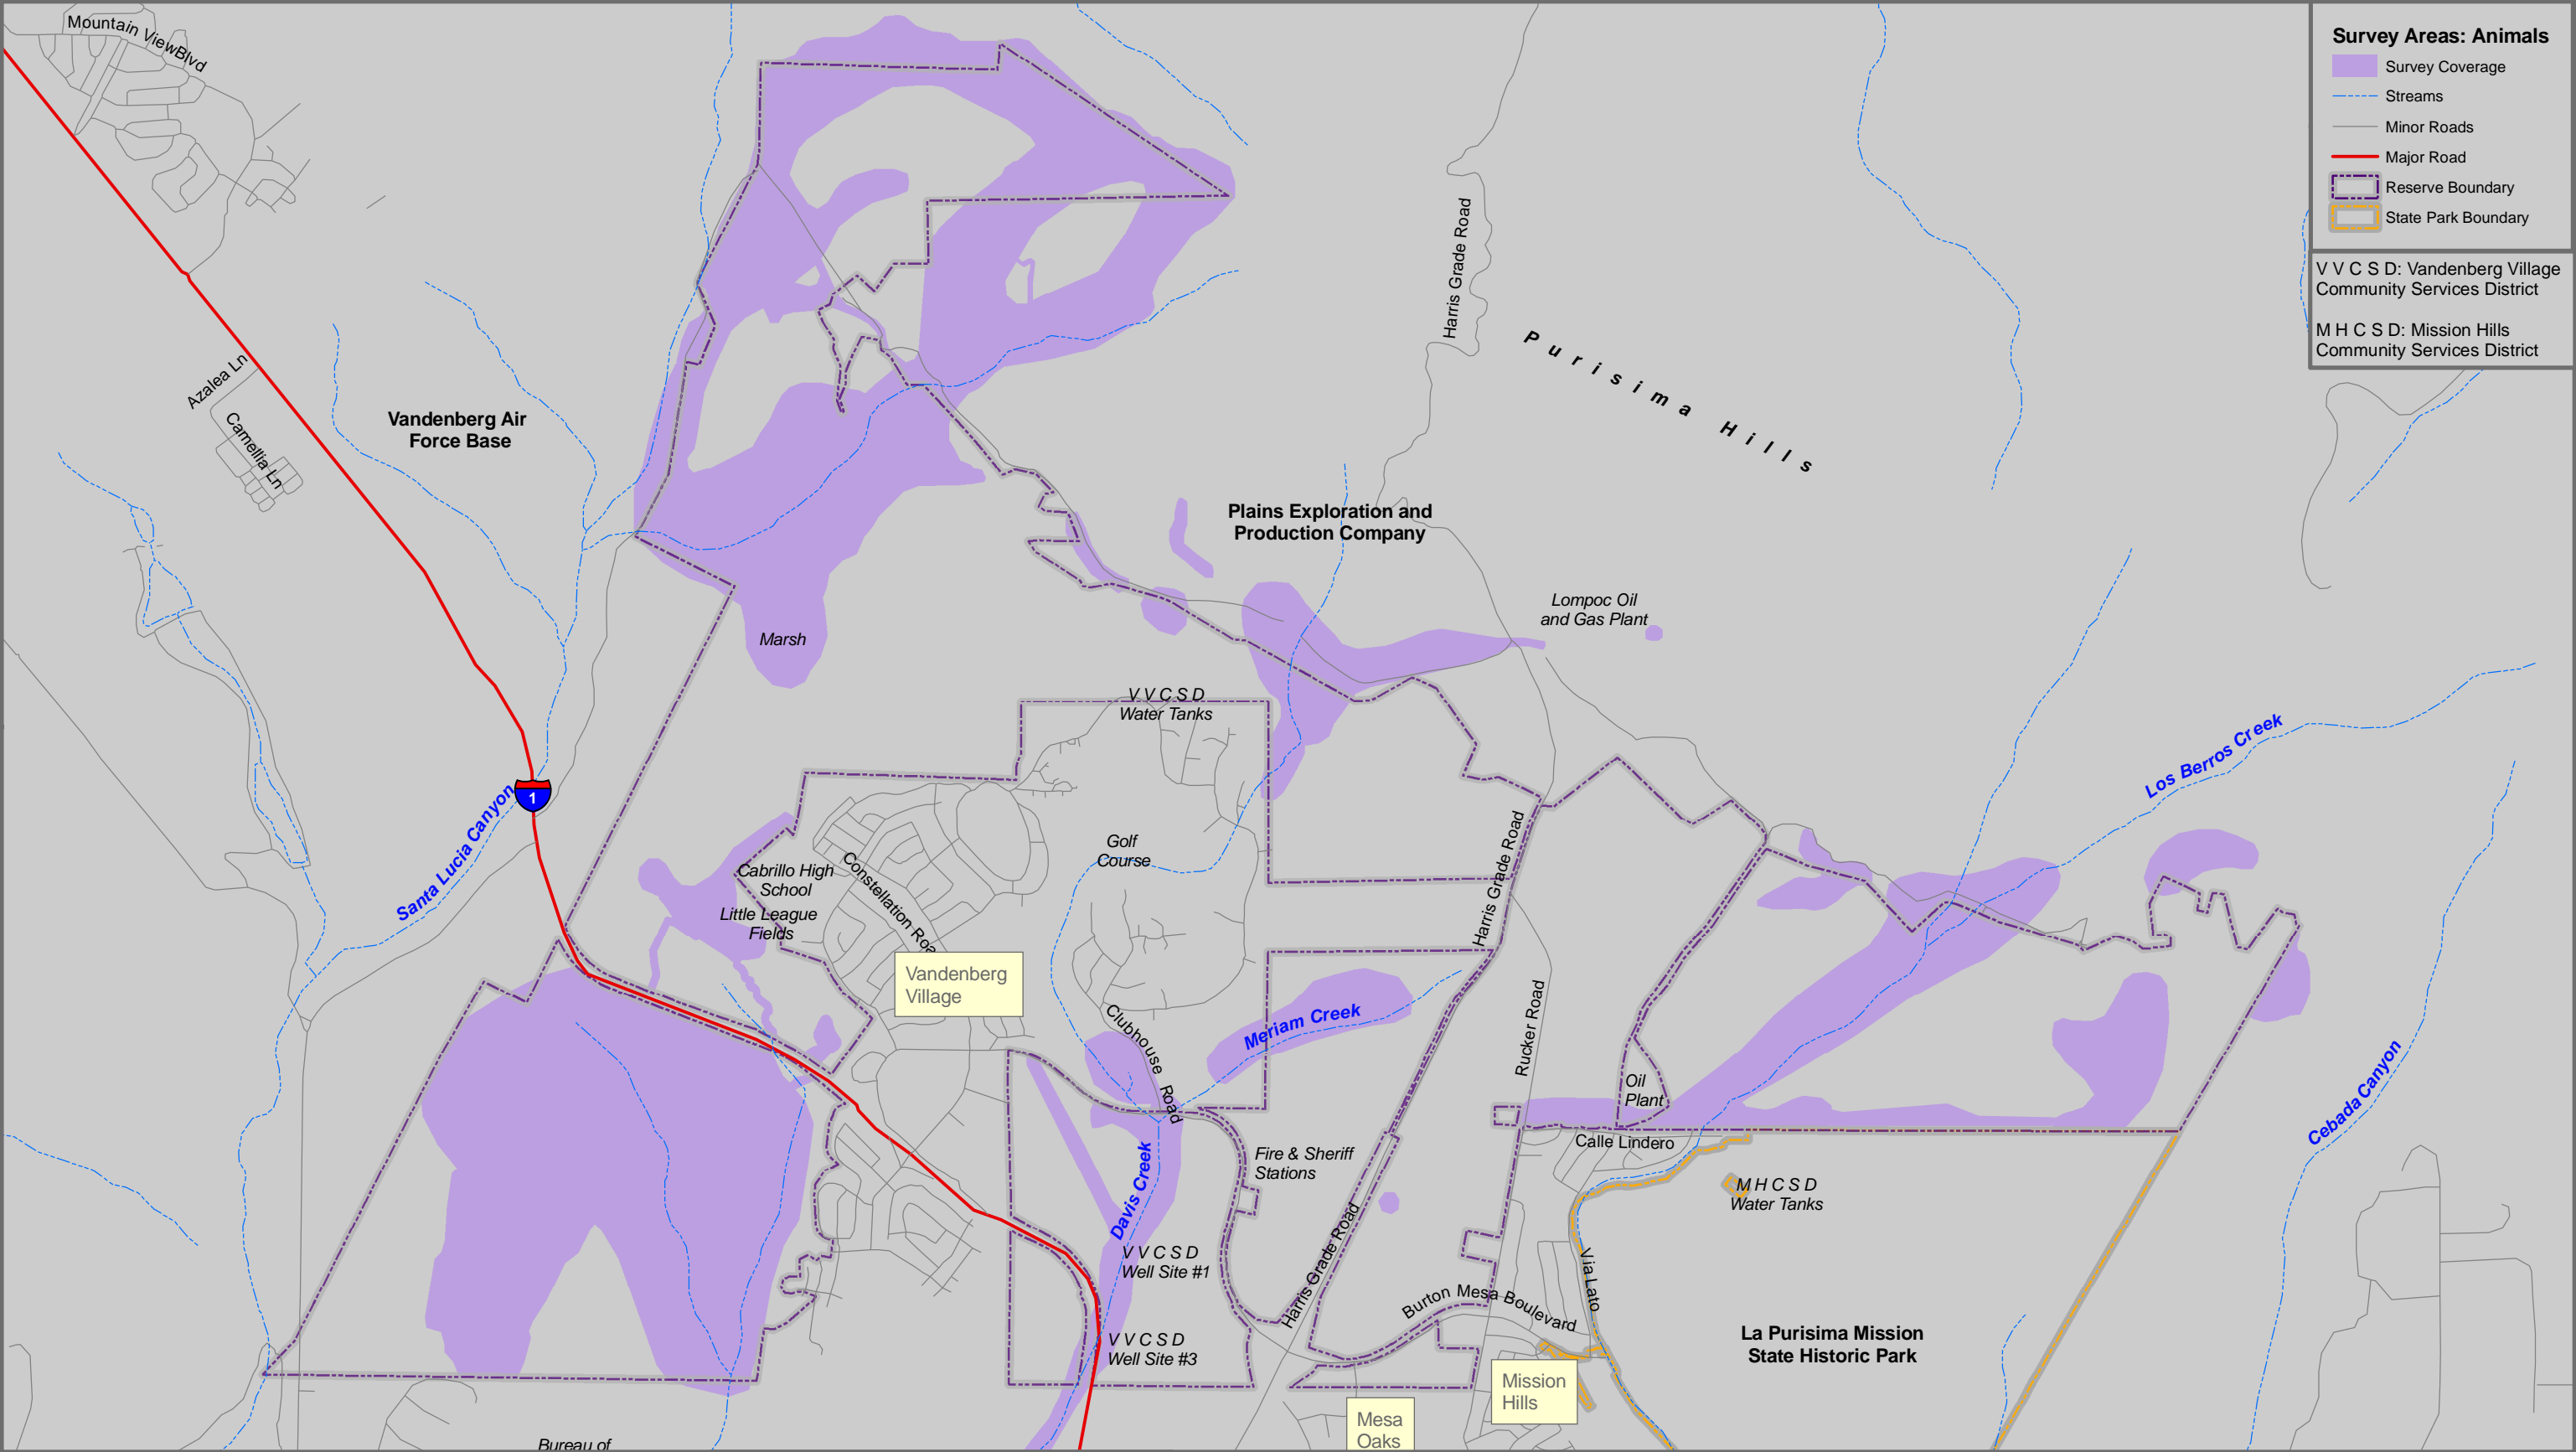 Mountain View Blvd
Survey Areas: Animals
Survey Coverage
Streams
Minor Roads
Major Road
Reserve Boundary
State Park Boundary
V V C S D: Vandenberg Village
Community Services District
M H C S D: Mission Hills
Community Services District
Harris Grade Road
Purisima Hills
Azalea Ln
Camellia Ln
Vandenberg Air
Force Base
Plains Exploration and
Production Company
Lompoc Oil
and Gas Plant
Marsh
V V C S D
Water Tanks
Los Berros Creek
1
Santa Lucia Canyon
Golf
Course
Cabrillo High
School
Little League
Fields
Constellation Roa
Harris Grade Road
Vandenberg
Village
Rucker Road
Meriam Creek
Clubhouse Road
Oil
Plant
Cebada Canyon
Calle Lindero
Fire & Sheriff
Stations
Davis Creek
M H C S D
Water Tanks
V V C S D
Well Site #1
Harris Grade Road
Via Lato
Burton Mesa Boulevard
V V C S D
Well Site #3
La Purisima Mission
State Historic Park
Mission
Hills
Mesa
Oaks
Bureau of